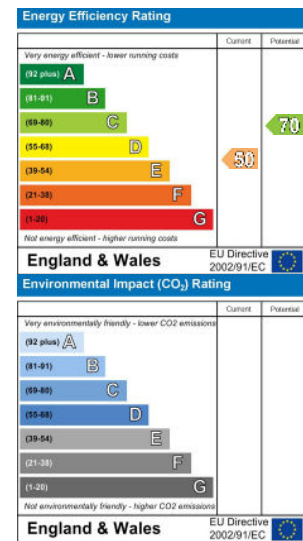 Energy Efficiency Rating
Current Potential
Very energy efficient - lower running costs
(92 plus) A
(81-91) B
(69-80) C
70
(55-68) D
50
(39-54) E
(21-38) F
(1-20) G
Not energy efficient - higher running costs
England & Wales
EU Directive
2002/91/EC
Environmental Impact (CO₂) Rating
Current Potential
Very environmentally friendly - lower CO2 emissions
(92 plus) A
(81-91) B
(69-80) C
(55-68) D
(39-54) E
(21-38) F
(1-20) G
Not environmentally friendly - higher CO2 emissions
England & Wales
EU Directive
2002/91/EC